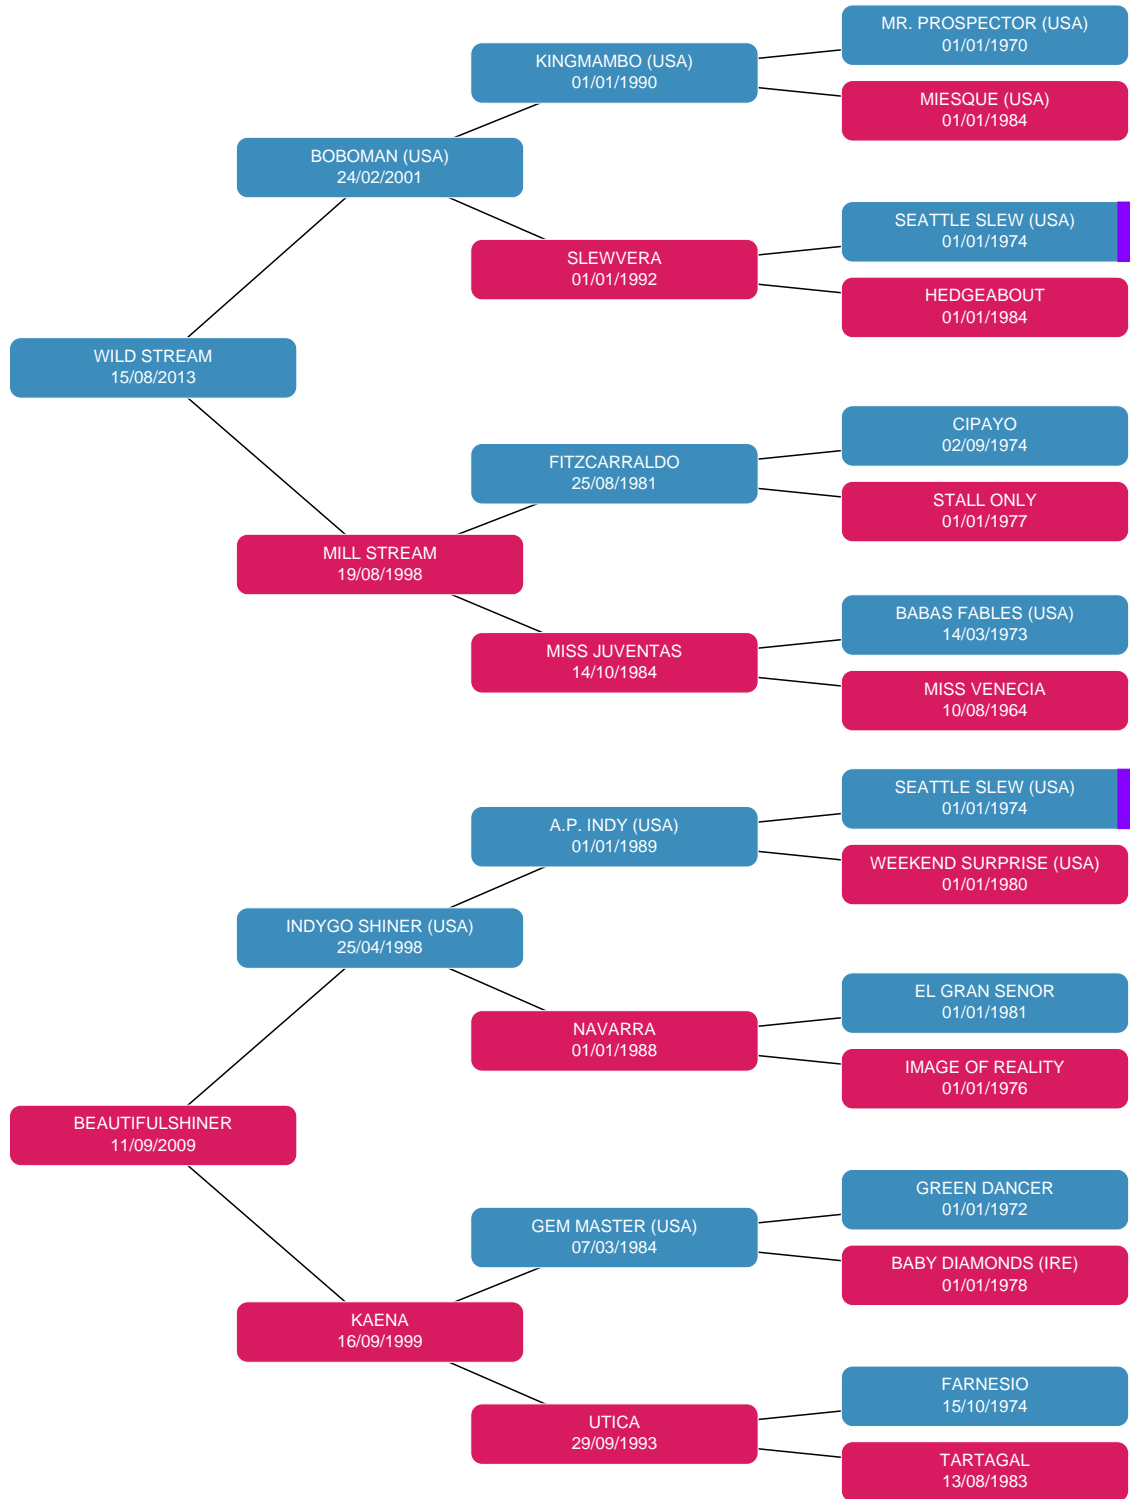 MR. PROSPECTOR (USA)
01/01/1970
KINGMAMBO (USA)
01/01/1990
MIESQUE (USA)
01/01/1984
BOBOMAN (USA)
24/02/2001
SEATTLE SLEW (USA)
01/01/1974
SLEWVERA
01/01/1992
HEDGEABOUT
01/01/1984
WILD STREAM
15/08/2013
CIPAYO
02/09/1974
FITZCARRALDO
25/08/1981
STALL ONLY
01/01/1977
MILL STREAM
19/08/1998
BABAS FABLES (USA)
14/03/1973
MISS JUVENTAS
14/10/1984
MISS VENECIA
10/08/1964
SEATTLE SLEW (USA)
01/01/1974
A.P. INDY (USA)
01/01/1989
WEEKEND SURPRISE (USA)
01/01/1980
INDYGO SHINER (USA)
25/04/1998
EL GRAN SENOR
01/01/1981
NAVARRA
01/01/1988
IMAGE OF REALITY
01/01/1976
BEAUTIFULSHINER
11/09/2009
GREEN DANCER
01/01/1972
GEM MASTER (USA)
07/03/1984
BABY DIAMONDS (IRE)
01/01/1978
KAENA
16/09/1999
FARNESIO
15/10/1974
UTICA
29/09/1993
TARTAGAL
13/08/1983